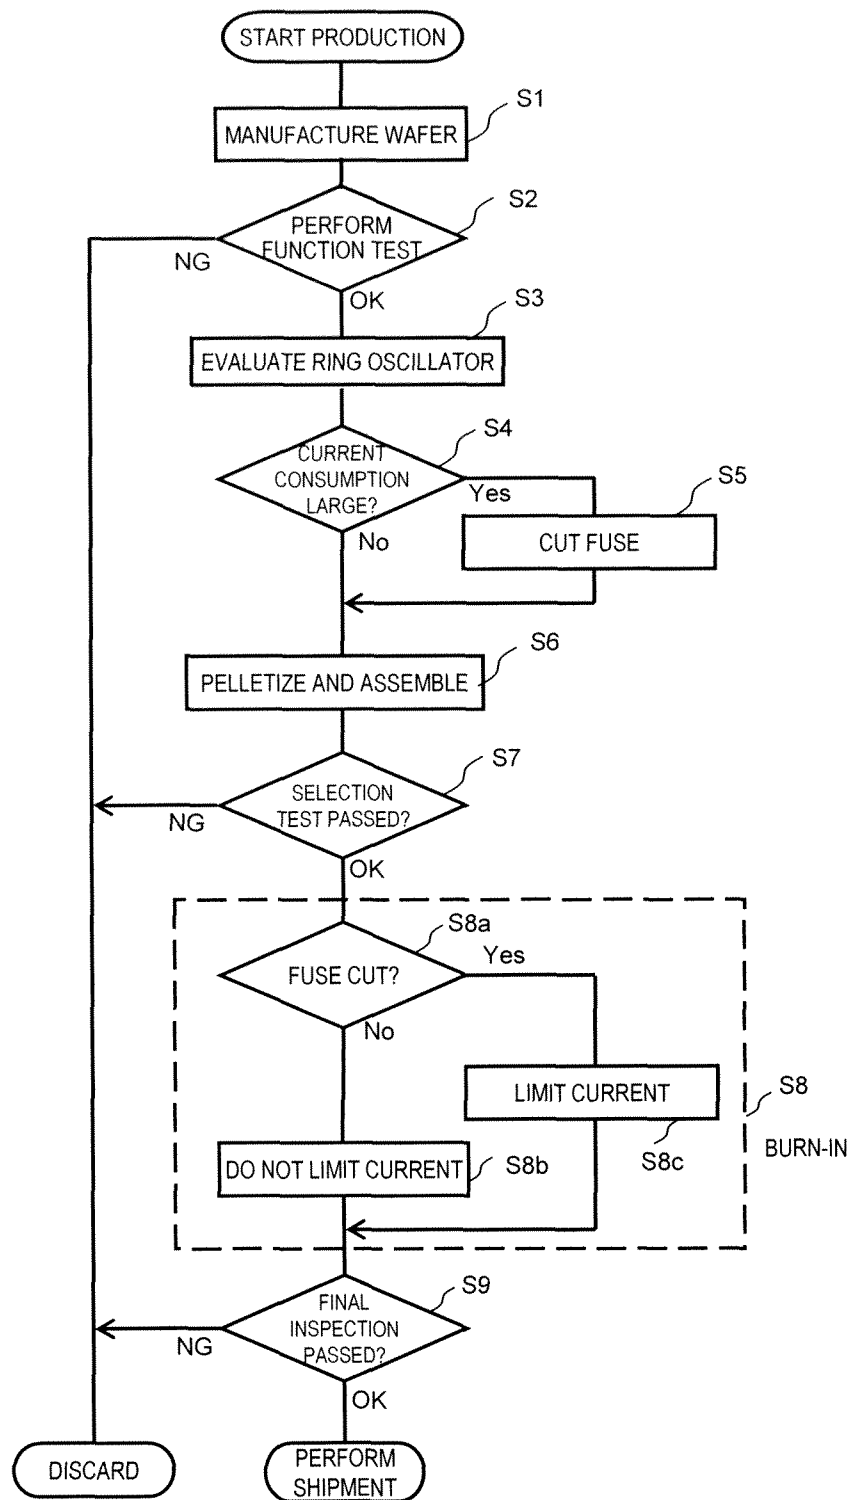 START PRODUCTION
S1
MANUFACTURE WAFER
S2
PERFORM
FUNCTION TEST
NG
OK
S3
EVALUATE RING OSCILLATOR
S4
CURRENT
CONSUMPTION
LARGE?
Yes
S5
No
CUT FUSE
S6
PELLETIZE AND ASSEMBLE
S7
SELECTION
TEST PASSED?
NG
OK
S8a
Yes
FUSE CUT?
No
S8
LIMIT CURRENT
BURN-IN
S8c
DO NOT LIMIT CURRENT
S8b
S9
FINAL
INSPECTION
PASSED?
NG
OK
DISCARD
PERFORM
SHIPMENT